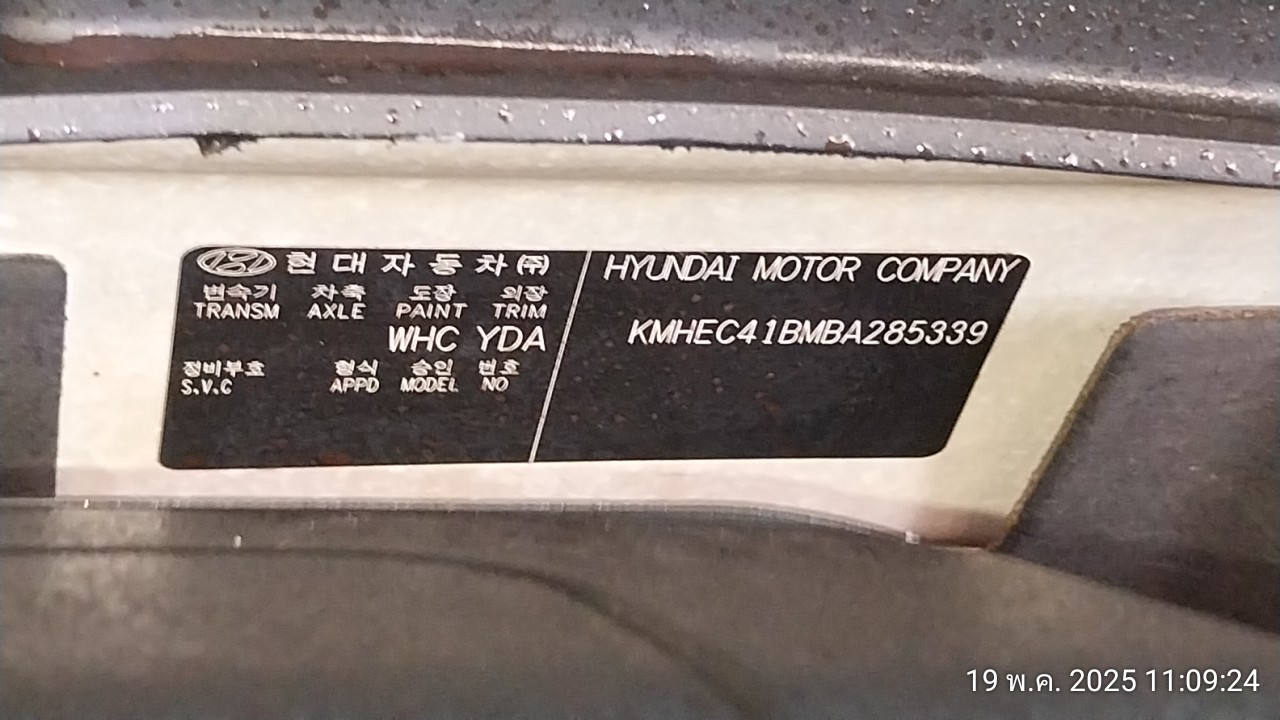 현대자동차(주)
변속기 차축 도장 외장
TRANSM AXLE PAINT TRIM
WHC YDA
정비부호 형식 승인 번호
S.V.C APPD MODEL NO
HYUNDAI MOTOR COMPANY
KMHEC41BMBA285339
19 พ.ค. 2025 11:09:24